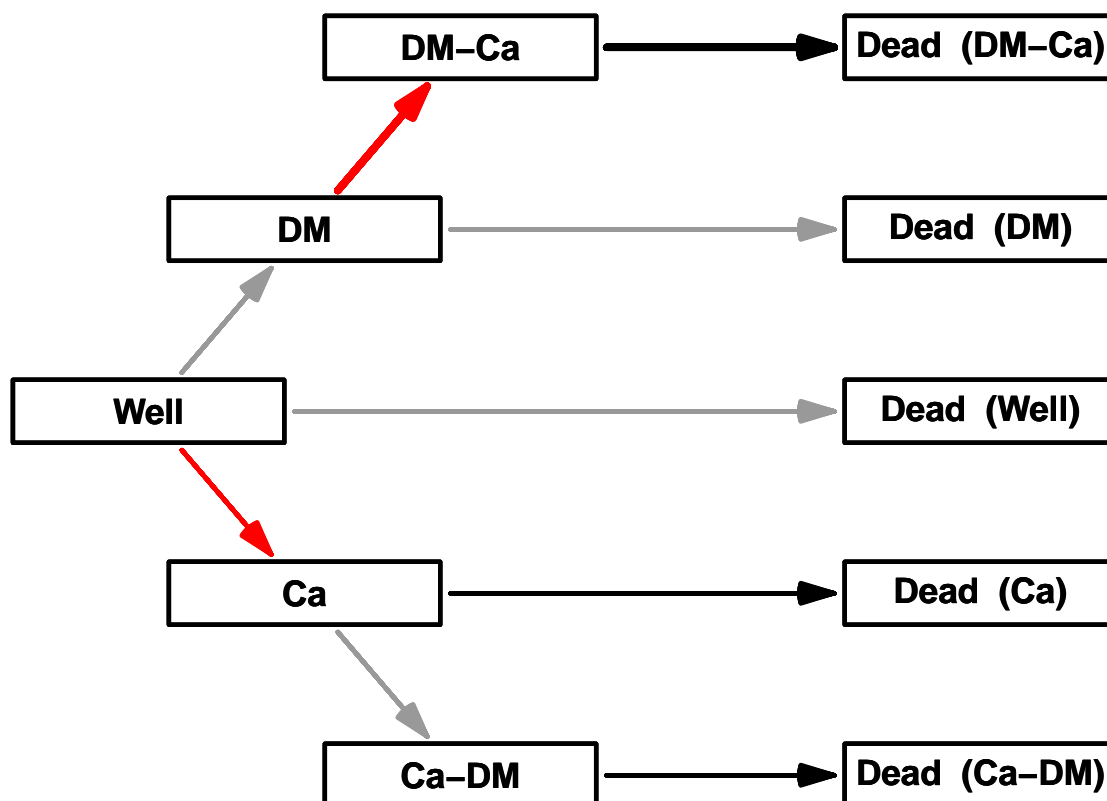 DM–Ca
Dead (DM–Ca)
DM
Dead (DM)
Well
Dead (Well)
Ca
Dead (Ca)
Ca–DM
Dead (Ca–DM)